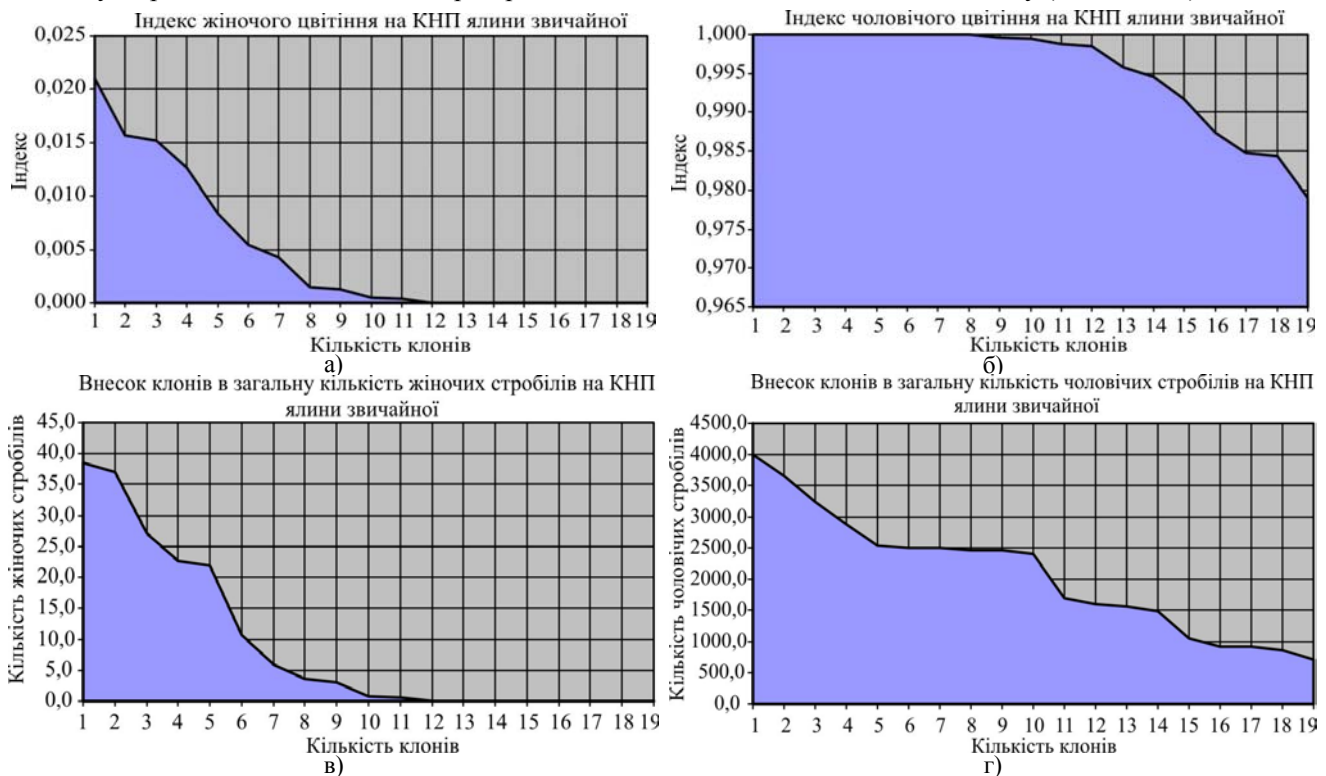 Індекс жіночого цвітіння на КНП ялини звичайної
0,025
0,020
0,015
0,010
0,005
0,000
Індекс
1 2 3 4 5 6 7 8 9 10 11 12 13 14 15 16 17 18 19
Кількість клонів
а)
Індекс чоловічого цвітіння на КНП ялини звичайної
1,000
0,995
0,990
0,985
0,980
0,975
0,970
0,965
Індекс
1 2 3 4 5 6 7 8 9 10 11 12 13 14 15 16 17 18 19
Кількість клонів
б)
Внесок клонів в загальну кількість жіночих стробілів на КНП
ялини звичайної
45,0
40,0
35,0
30,0
25,0
20,0
15,0
10,0
5,0
0,0
Кількість жіночих стробілів
1 2 3 4 5 6 7 8 9 10 11 12 13 14 15 16 17 18 19
Кількість клонів
в)
Внесок клонів в загальну кількість чоловічих стробілів на КНП
ялини звичайної
4500,0
4000,0
3500,0
3000,0
2500,0
2000,0
1500,0
1000,0
500,0
0,0
Кількість чоловічих стробілів
1 2 3 4 5 6 7 8 9 10 11 12 13 14 15 16 17 18 19
Кількість клонів
г)